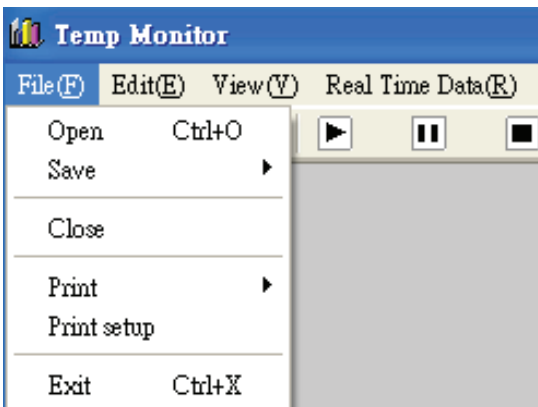 Temp Monitor
File(F) Edit(E) View(V) Real Time Data(R)
Open Ctrl+O
Save
Close
Print
Print setup
Exit Ctrl+X